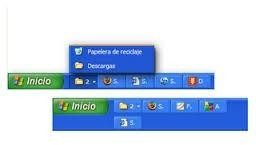 Papelera de reciclaje
Descargas
Inicio 2 S. S. S. O
Inicio 2 S. F. A
S.